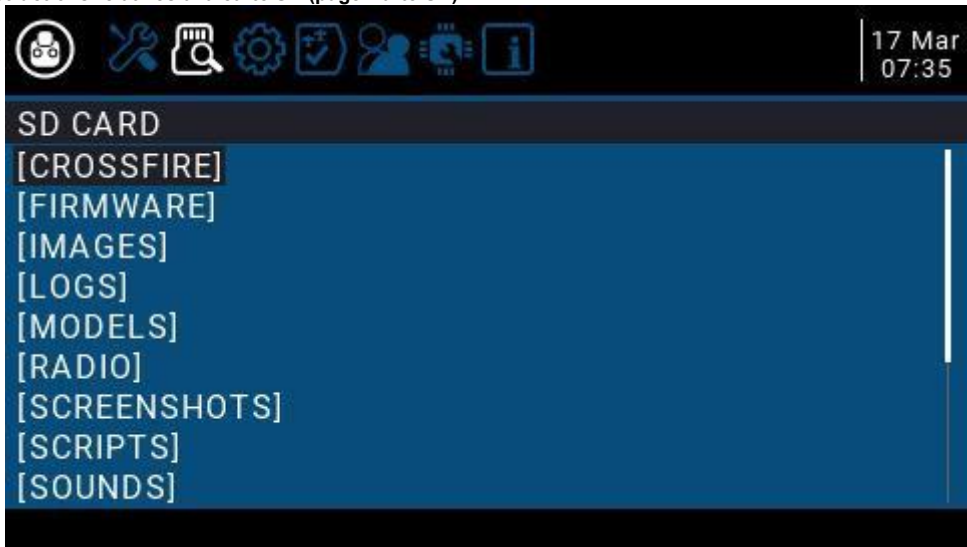 17 Mar
07:35
SD CARD
[CROSSFIRE]
[FIRMWARE]
[IMAGES]
[LOGS]
[MODELS]
[RADIO]
[SCREENSHOTS]
[SCRIPTS]
[SOUNDS]